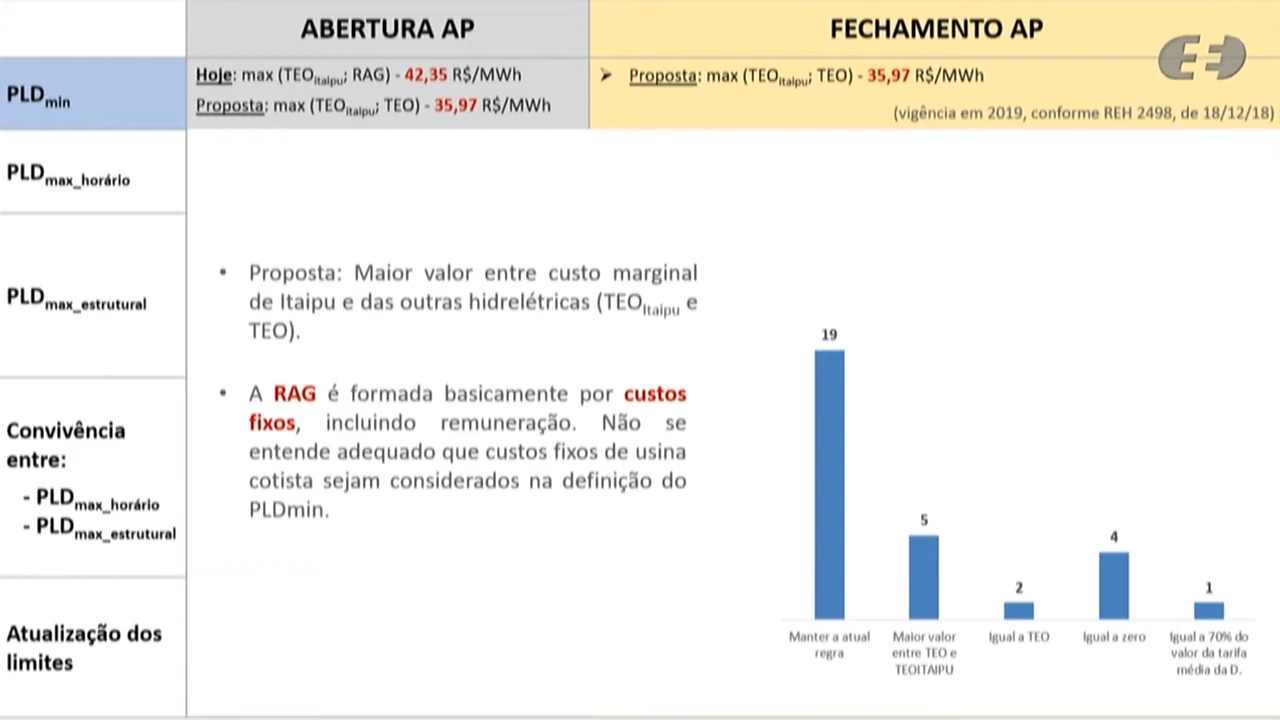 ABERTURA AP
FECHAMENTO AP
PLDmin
Hoje: max (TEOItaipu; RAG) - 42,35 R$/MWh
Proposta: max (TEOItaipu; TEO) - 35,97 R$/MWh
➤ Proposta: max (TEOItaipu; TEO) - 35,97 R$/MWh
(vigência em 2019, conforme REH 2498, de 18/12/18)
PLDmax_horário
PLDmax_estrutural
Convivência
entre:
- PLDmax_horário
- PLDmax_estrutural
Atualização dos
limites
• Proposta: Maior valor entre custo marginal
de Itaipu e das outras hidrelétricas (TEOItaipu e
TEO).
• A RAG é formada basicamente por custos
fixos, incluindo remuneração. Não se
entende adequado que custos fixos de usina
cotista sejam considerados na definição do
PLDmin.
19
5
2
4
1
Manter a atual
regra
Maior valor
entre TEO e
TEOITAIPU
Igual a TEO
Igual a zero
Igual a 70% do
valor da tarifa
média da D.